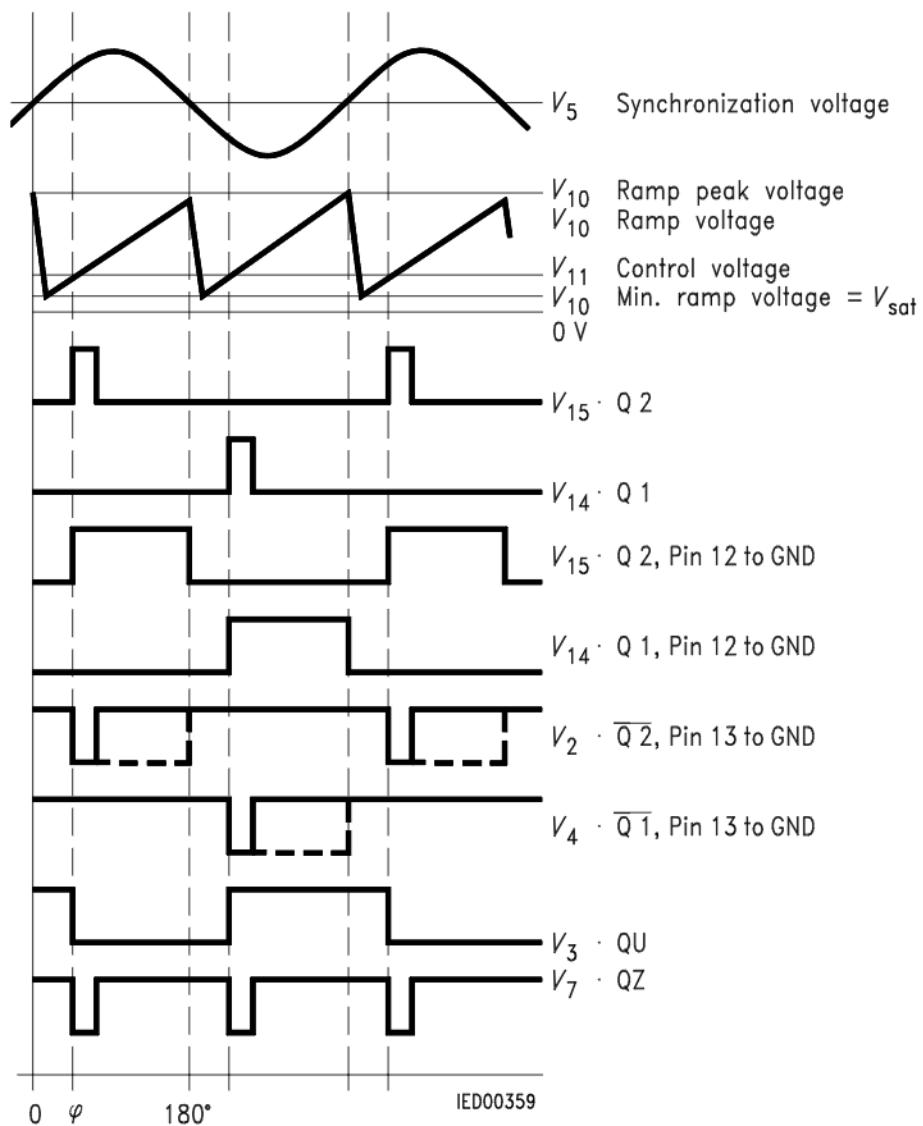 V5 Synchronization voltage
V10 Ramp peak voltage
V10 Ramp voltage
V11 Control voltage
V10 Min. ramp voltage = Vsat
0 V
V15 · Q 2
V14 · Q 1
V15 · Q 2, Pin 12 to GND
V14 · Q 1, Pin 12 to GND
V2 · Q̅ ̅2̅, Pin 13 to GND
V4 · Q̅ ̅1̅, Pin 13 to GND
V3 · QU
V7 · QZ
IED00359
0 φ 180°